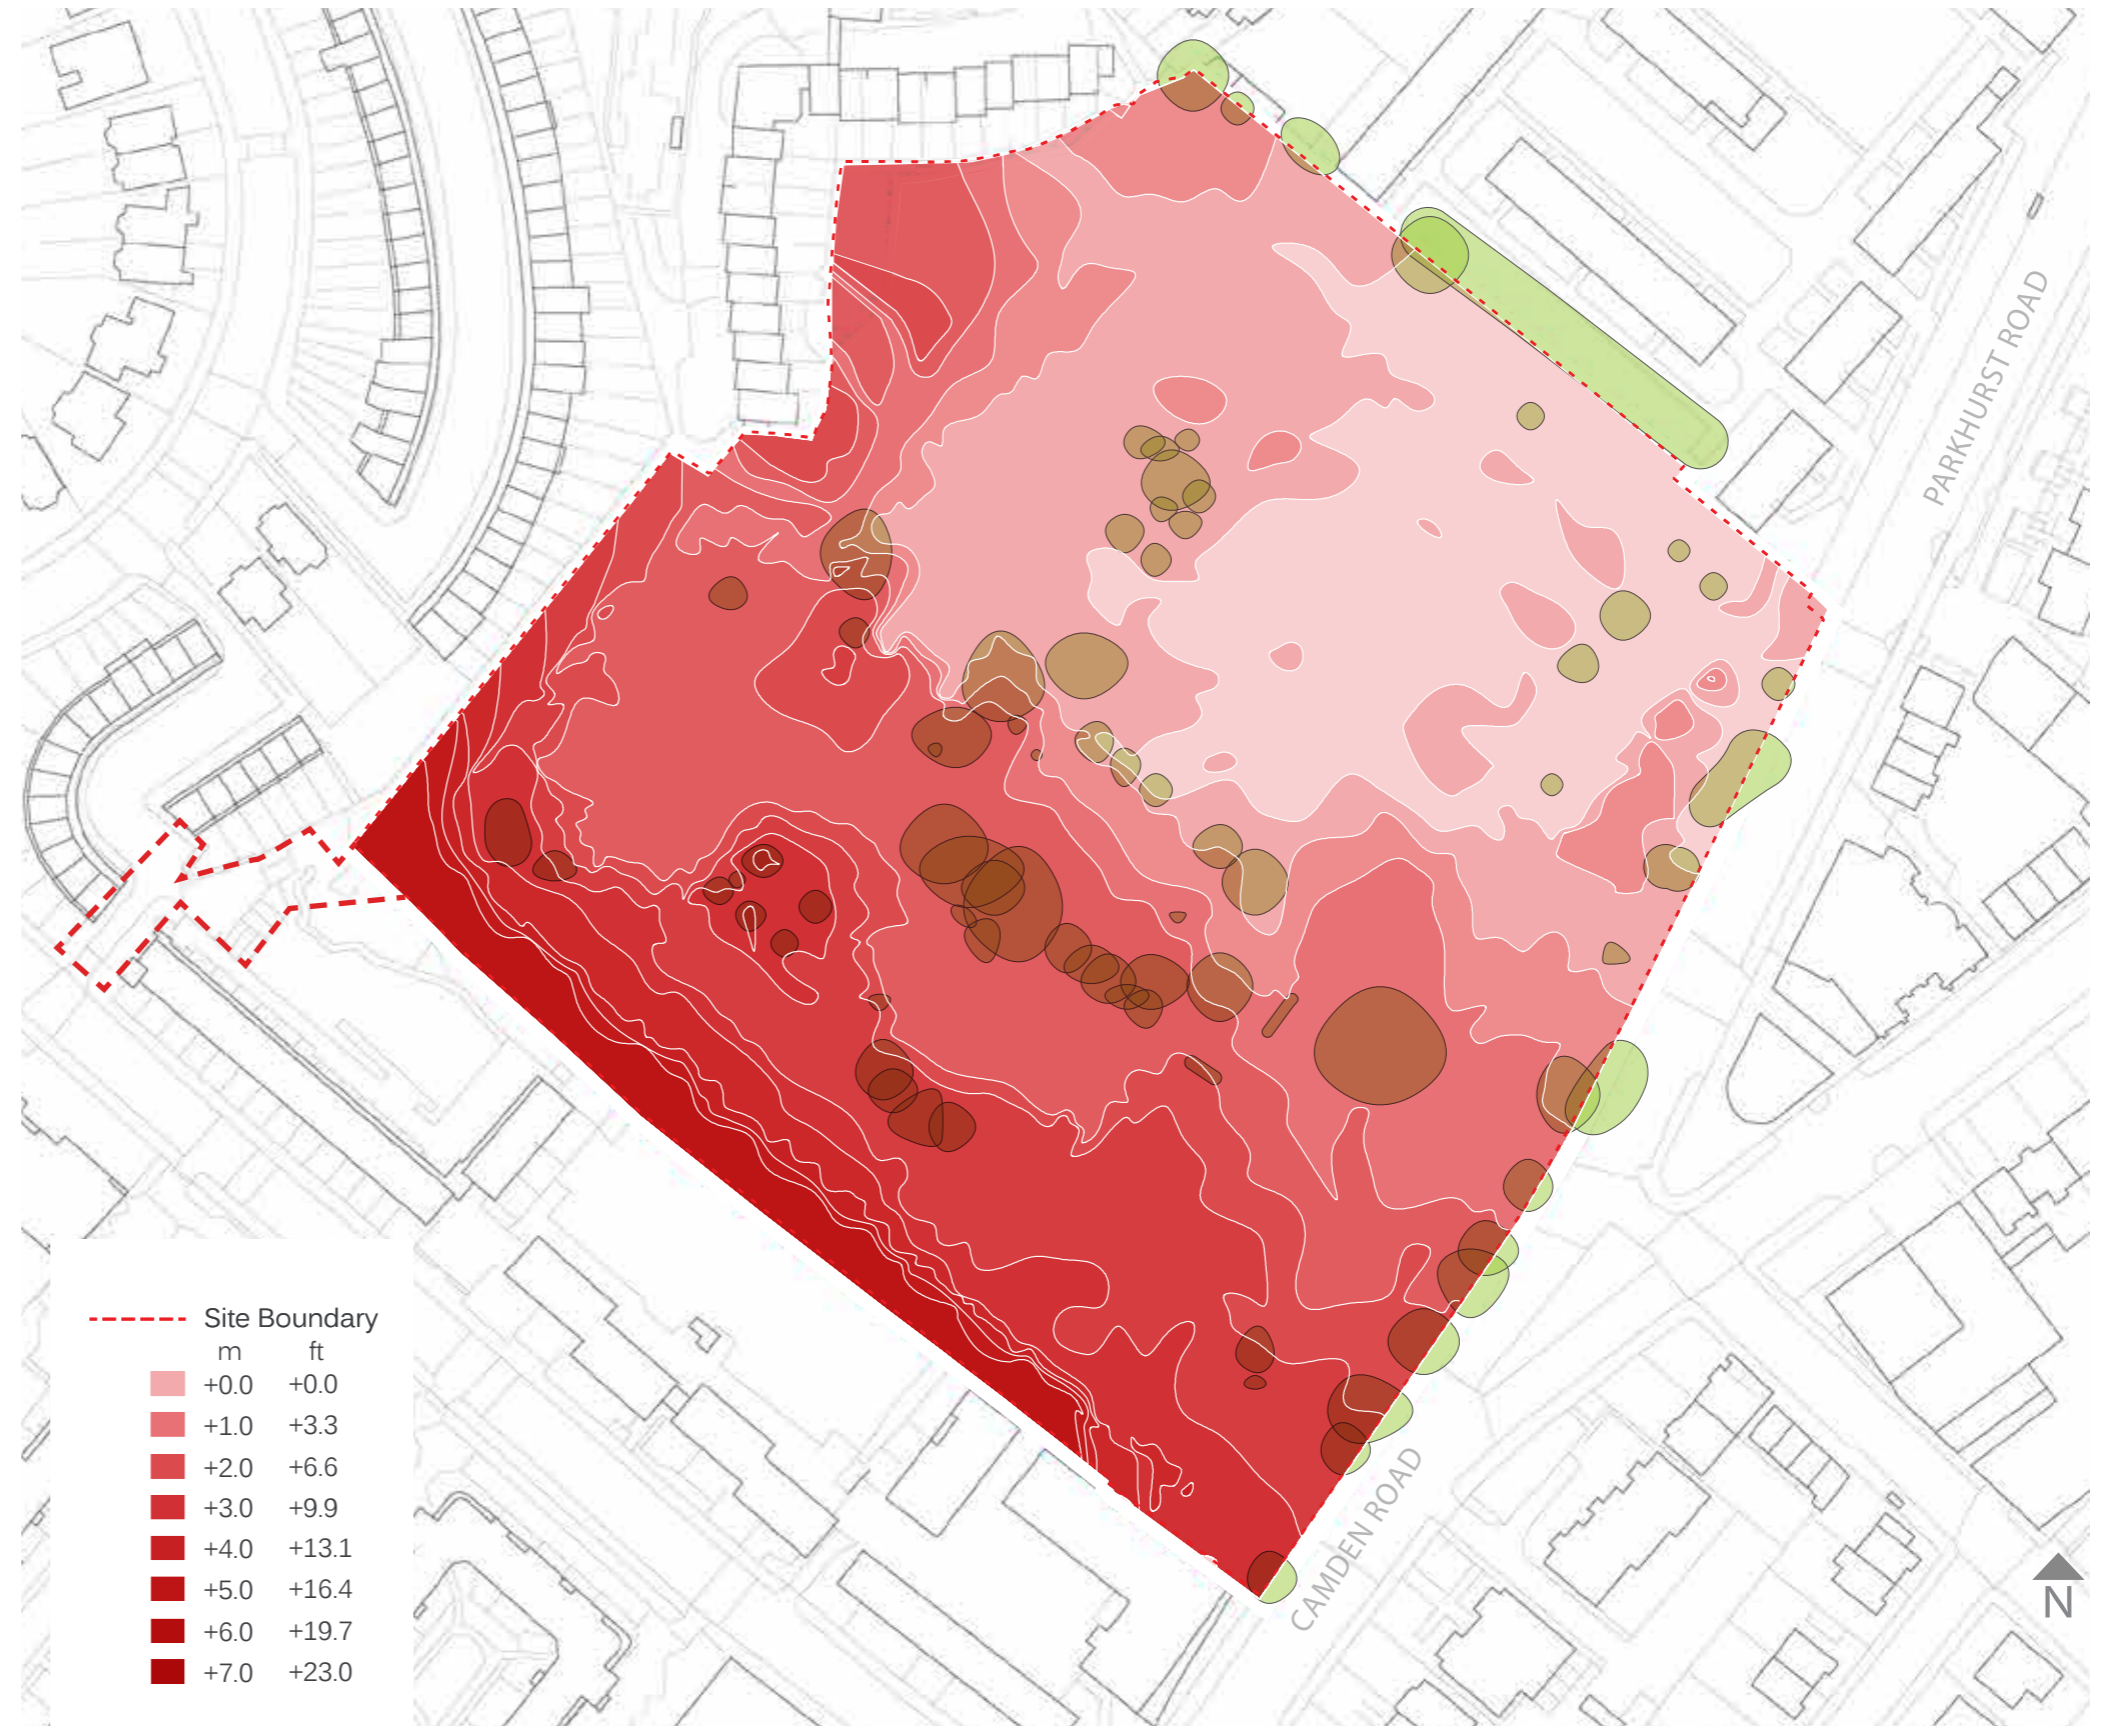 PARKHURST ROAD
CAMDEN ROAD
Site Boundary
m ft
+0.0 +0.0
+1.0 +3.3
+2.0 +6.6
+3.0 +9.9
+4.0 +13.1
+5.0 +16.4
+6.0 +19.7
+7.0 +23.0
N